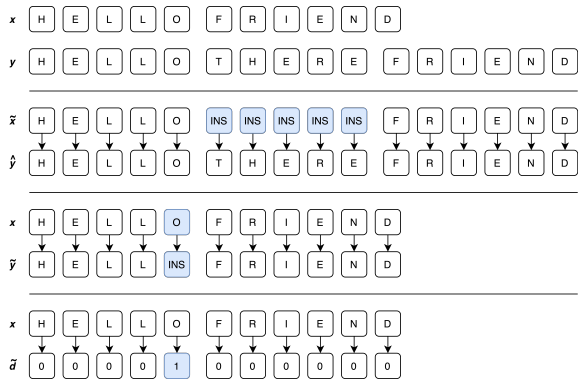 x H E L L O F R I E N D
y H E L L O T H E R E F R I E N D
x̃ H E L L O INS INS INS INS INS F R I E N D
ŷ H E L L O T H E R E F R I E N D
x H E L L O F R I E N D
ỹ H E L L INS F R I E N D
x H E L L O F R I E N D
d̃ 0 0 0 0 1 0 0 0 0 0 0